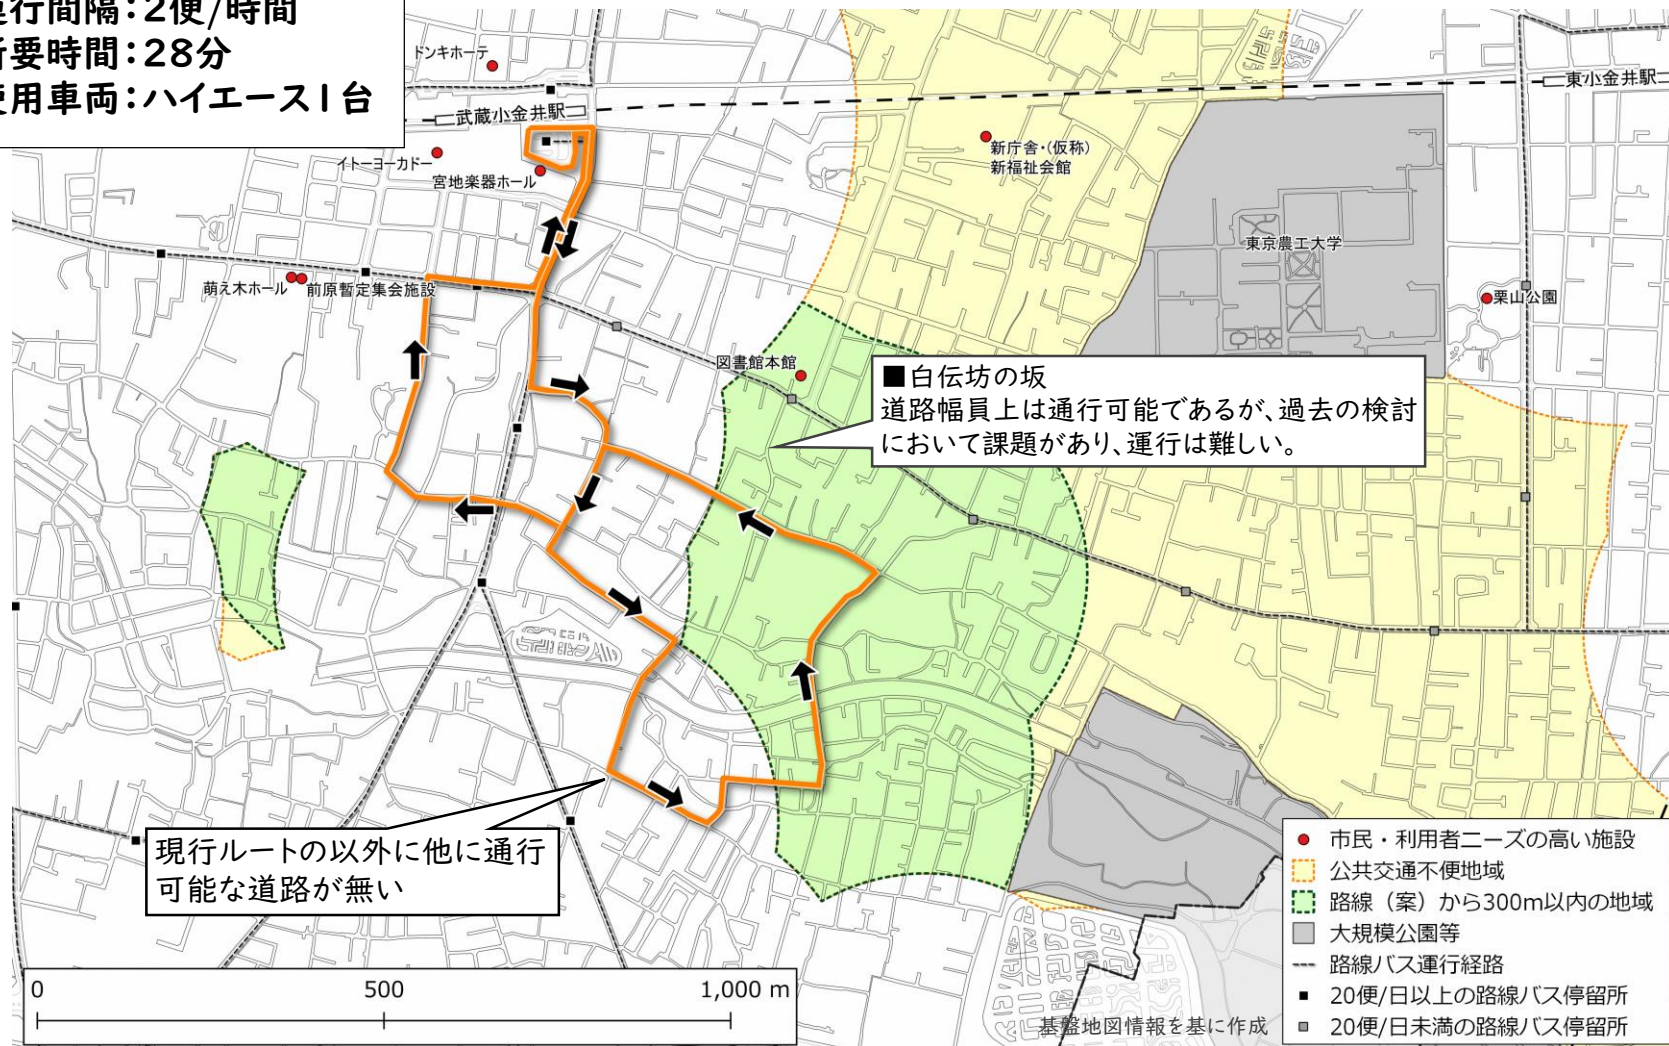 運行間隔：2便/時間
所要時間：28分
使用車両：ハイエース1台
ドンキホーテ
武蔵小金井駅
東小金井駅
イトーヨーカドー
宮地楽器ホール
新庁舎・(仮称)
新福祉会館
東京農工大学
萌え木ホール
前原暫定集会施設
栗山公園
図書館本館
■白伝坊の坂
道路幅員上は通行可能であるが、過去の検討
において課題があり、運行は難しい。
現行ルートの以外に他に通行
可能な道路が無い
市民・利用者ニーズの高い施設
公共交通不便地域
路線（案）から300m以内の地域
大規模公園等
路線バス運行経路
20便/日以上の路線バス停留所
20便/日未満の路線バス停留所
0 500 1,000 m
基盤地図情報を基に作成